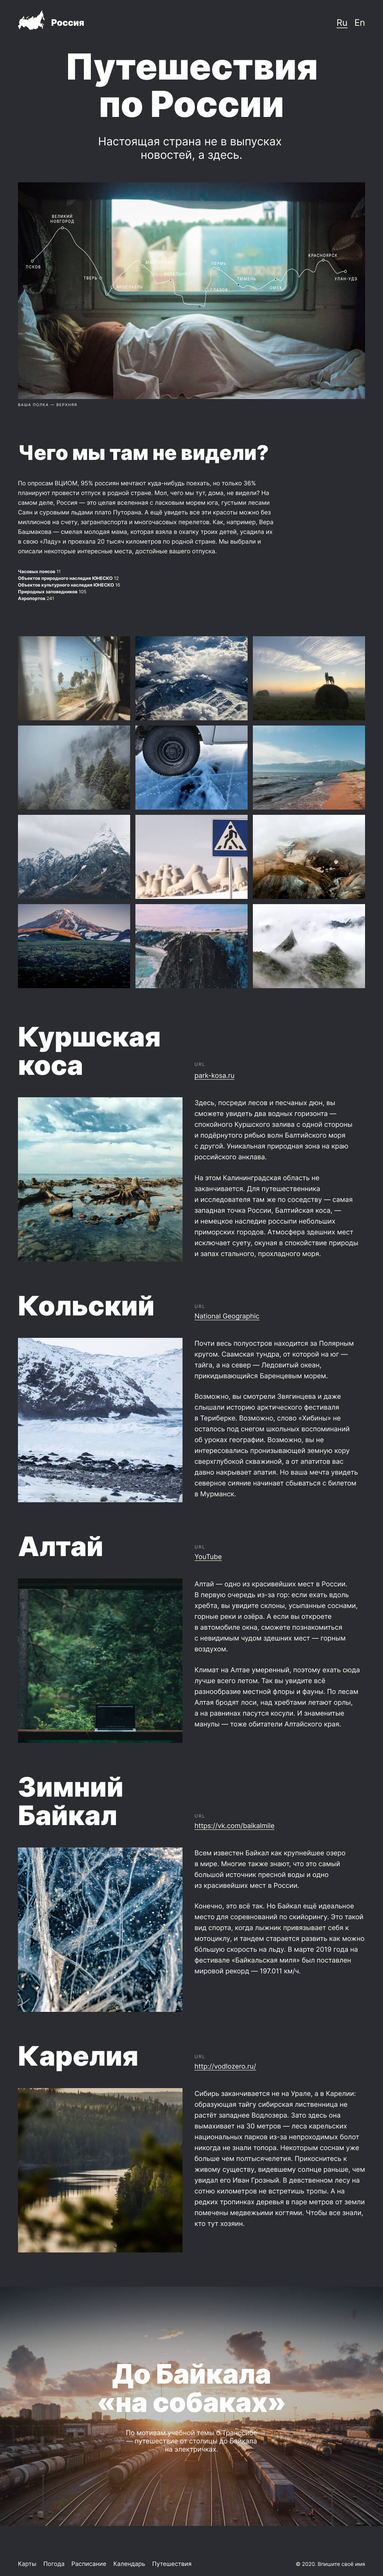 Россия
Ru En
Путешествия
по России
Настоящая страна не в выпусках
новостей, а здесь.
ВЕЛИКИЙ
НОВГОРОД
ПСКОВ
ТВЕРЬ
ПЕРМЬ
ТЮМЕНЬ
ОМСК
КРАСНОЯРСК
УЛАН-УДЭ
ВАША ПОЛКА — ВЕРХНЯЯ
Чего мы там не видели?
По опросам ВЦИОМ, 95% россиян мечтают куда-нибудь поехать, но только 36%
планируют провести отпуск в родной стране. Мол, чего мы тут, дома, не видели? На
самом деле, Россия — это целая вселенная с ласковым морем юга, густыми лесами
Саян и суровыми льдами плато Путорана. А ещё увидеть все эти красоты можно без
миллионов на счету, загранпаспорта и многочасовых перелетов. Как, например, Вера
Башмакова — смелая молодая мама, которая взяла в охапку троих детей, усадила их
в свою «Ладу» и проехала 20 тысяч километров по родной стране. Мы выбрали и
описали некоторые интересные места, достойные вашего отпуска.
Часовых поясов 11
Объектов природного наследия ЮНЕСКО 12
Объектов культурного наследия ЮНЕСКО 16
Природных заповедников 105
Аэропортов 241
Куршская
коса
URL
park-kosa.ru
Здесь, посреди лесов и песчаных дюн, вы
сможете увидеть два водных горизонта —
спокойного Куршского залива с одной стороны
и подёрнутого рябью волн Балтийского моря
с другой. Уникальная природная зона на краю
российского анклава.
На этом Калининградская область не
заканчивается. Для путешественника
и исследователя там же по соседству — самая
западная точка России, Балтийская коса, —
и немецкое наследие россыпи небольших
приморских городов. Атмосфера здешних мест
исключает суету, окуная в спокойствие природы
и запах стального, прохладного моря.
Кольский
URL
National Geographic
Почти весь полуостров находится за Полярным
кругом. Саамская тундра, от которой на юг —
тайга, а на север — Ледовитый океан,
прикидывающийся Баренцевым морем.
Возможно, вы смотрели Звягинцева и даже
слышали историю арктического фестиваля
в Териберке. Возможно, слово «Хибины» не
осталось под снегом школьных воспоминаний
об уроках географии. Возможно, вы не
интересовались пронизывающей земную кору
сверхглубокой скважиной, а от апатитов вас
давно накрывает апатия. Но ваша мечта увидеть
северное сияние начинает сбываться с билетом
в Мурманск.
Алтай
URL
YouTube
Алтай — одно из красивейших мест в России.
В первую очередь из-за гор: если ехать вдоль
хребта, вы увидите склоны, усыпанные соснами,
горные реки и озёра. А если вы откроете
в автомобиле окна, сможете познакомиться
с невидимым чудом здешних мест — горным
воздухом.
Климат на Алтае умеренный, поэтому ехать сюда
лучше всего летом. Так вы увидите всё
разнообразие местной флоры и фауны. По лесам
Алтая бродят лоси, над хребтами летают орлы,
а на равнинах пасутся косули. И знаменитые
манулы — тоже обитатели Алтайского края.
Зимний
Байкал
URL
https://vk.com/baikalmile
Всем известен Байкал как крупнейшее озеро
в мире. Многие также знают, что это самый
большой источник пресной воды и одно
из красивейших мест в России.
Конечно, это всё так. Но Байкал ещё идеальное
место для соревнований по скийорингу. Это такой
вид спорта, когда лыжник привязывает себя к
мотоциклу, и тандем старается развить как можно
бо́льшую скорость на льду. В марте 2019 года на
фестивале «Байкальская миля» был поставлен
мировой рекорд — 197.011 км/ч.
Карелия
URL
http://vodlozero.ru/
Сибирь заканчивается не на Урале, а в Карелии:
образующая тайгу сибирская лиственница не
растёт западнее Водлозера. Зато здесь она
вымахивает на 30 метров — леса карельских
национальных парков из-за непроходимых болот
никогда не знали топора. Некоторым соснам уже
больше чем полтысячелетия. Прикоснитесь к
живому существу, видевшему солнце раньше, чем
увидал его Иван Грозный. В девственном лесу на
сотню километров не встретишь тропы. А на
редких тропинках деревья в паре метров от земли
помечены медвежьими когтями. Чтобы все знали,
кто тут хозяин.
До Байкала
«на собаках»
По мотивам учебной темы о Транссибе
— путешествие от столицы до Байкала
на электричках.
Карты Погода Расписание Календарь Путешествия
© 2020. Впишите своё имя